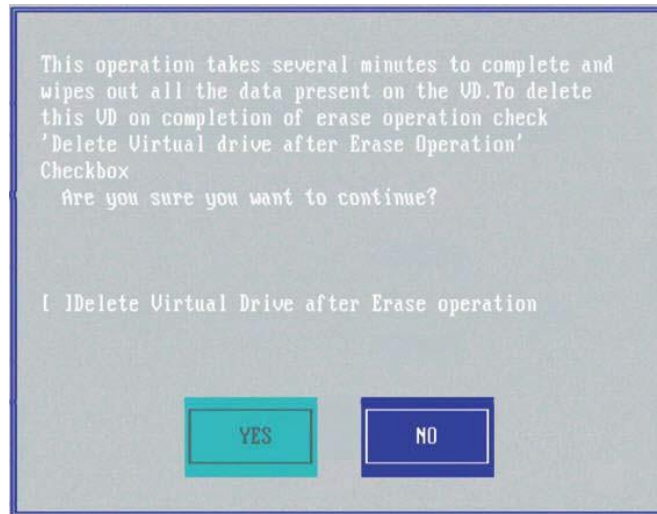 This operation takes several minutes to complete and
wipes out all the data present on the VD.To delete
this VD on completion of erase operation check
'Delete Virtual drive after Erase Operation'
Checkbox
Are you sure you want to continue?
[ ]Delete Virtual Drive after Erase operation
YES NO